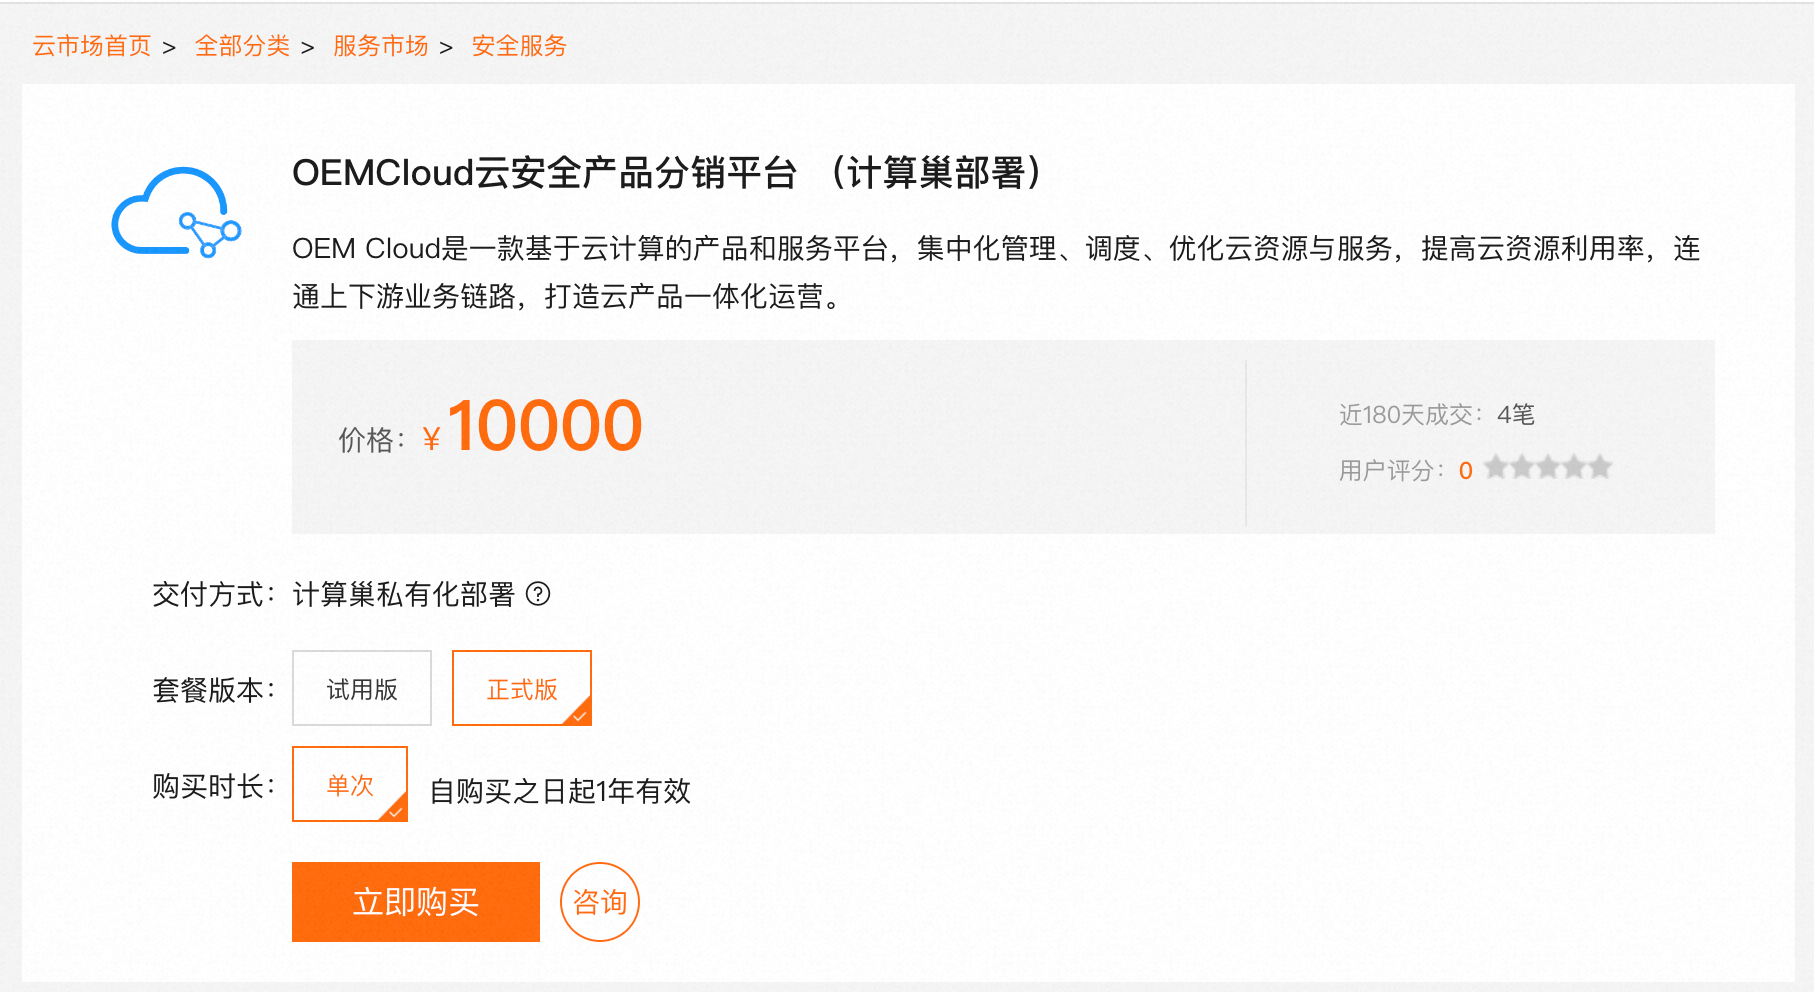 云市场首页 > 全部分类 > 服务市场 > 安全服务
OEMCloud云安全产品分销平台 （计算巢部署）
OEM Cloud是一款基于云计算的产品和服务平台，集中化管理、调度、优化云资源与服务，提高云资源利用率，连
通上下游业务链路，打造云产品一体化运营。
价格：¥10000
近180天成交：4笔
用户评分：0
交付方式：计算巢私有化部署 ?
套餐版本：试用版 正式版
购买时长：单次 自购买之日起1年有效
立即购买 咨询